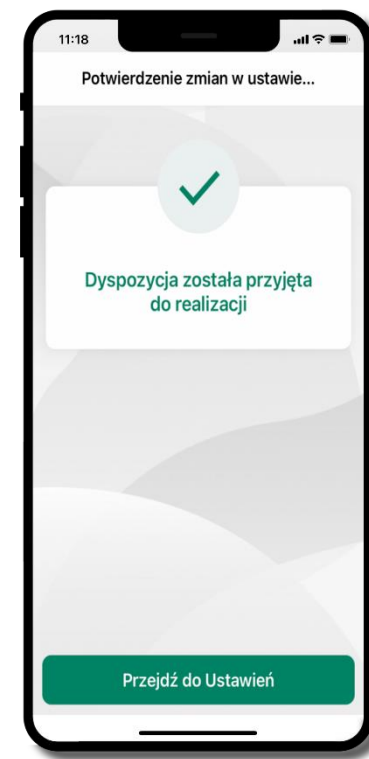 11:18
Potwierdzenie zmian w ustawie...
Dyspozycja została przyjęta
do realizacji
Przejdź do Ustawień